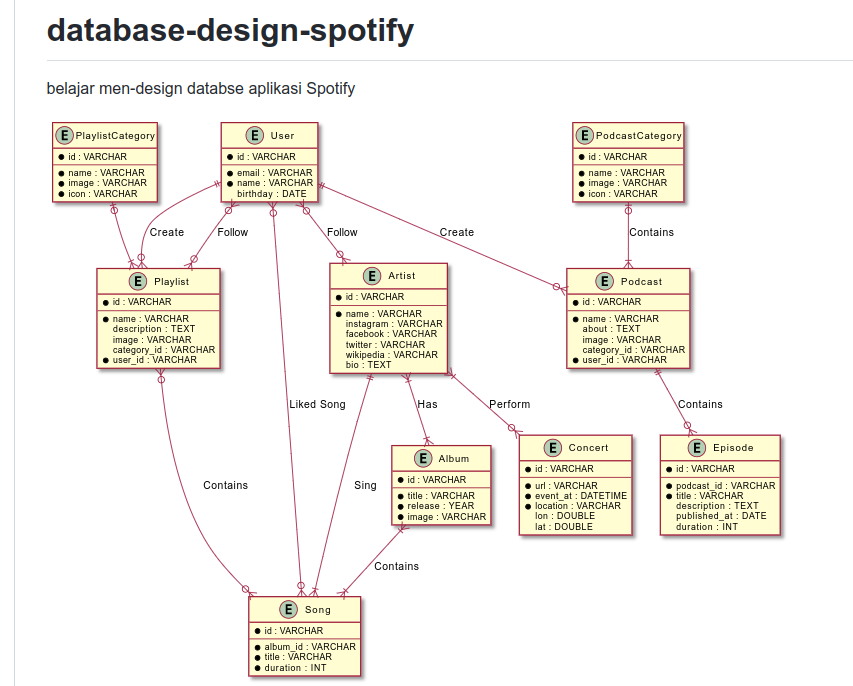 database-design-spotify
belajar men-design databse aplikasi Spotify
E PlaylistCategory
id : VARCHAR
name : VARCHAR
image : VARCHAR
icon : VARCHAR
E User
id : VARCHAR
email : VARCHAR
name : VARCHAR
birthday : DATE
E PodcastCategory
id : VARCHAR
name : VARCHAR
image : VARCHAR
icon : VARCHAR
Create
Follow
Follow
Create
Contains
E Playlist
id : VARCHAR
name : VARCHAR
description : TEXT
image : VARCHAR
category_id : VARCHAR
user_id : VARCHAR
E Artist
id : VARCHAR
name : VARCHAR
instagram : VARCHAR
facebook : VARCHAR
twitter : VARCHAR
wikipedia : VARCHAR
bio : TEXT
E Podcast
id : VARCHAR
name : VARCHAR
about : TEXT
image : VARCHAR
category_id : VARCHAR
user_id : VARCHAR
Liked Song
Has
Perform
Contains
E Album
id : VARCHAR
title : VARCHAR
release : YEAR
image : VARCHAR
E Concert
id : VARCHAR
url : VARCHAR
event_at : DATETIME
location : VARCHAR
lon : DOUBLE
lat : DOUBLE
E Episode
id : VARCHAR
podcast_id : VARCHAR
title : VARCHAR
description : TEXT
published_at : DATE
duration : INT
Contains
Sing
Contains
E Song
id : VARCHAR
album_id : VARCHAR
title : VARCHAR
duration : INT